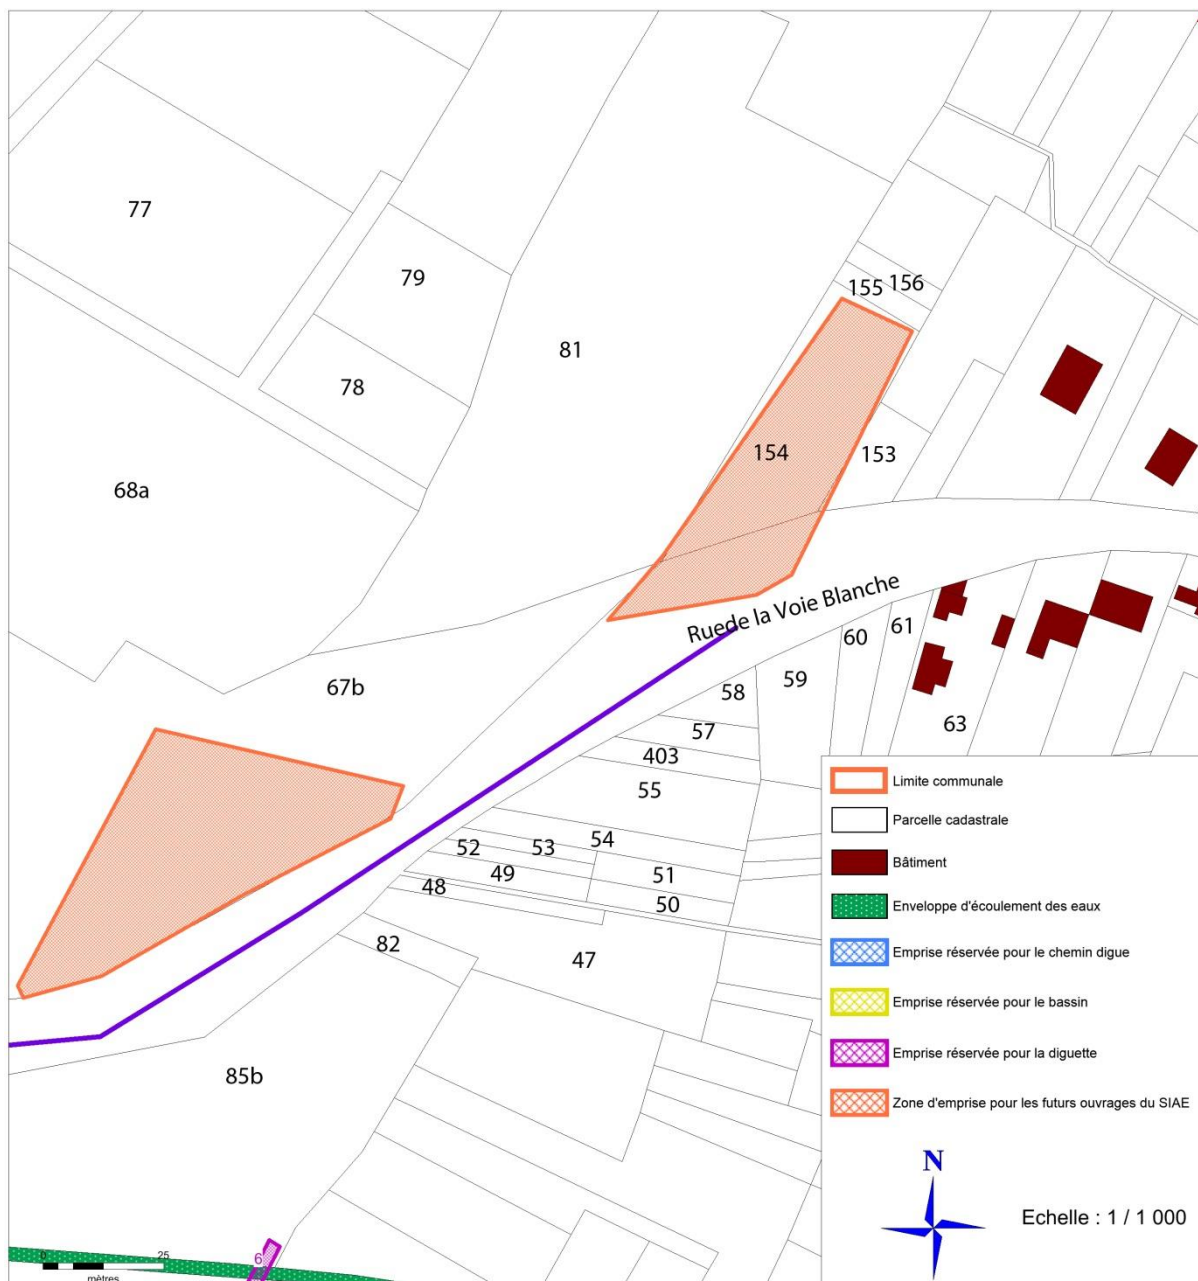 77
79
155 156
81
78
154
153
68a
Ruede la Voie Blanche
61
60
59
67b
58
57
63
403
Limite communale
55
Parcelle cadastrale
54
52
53
Bâtiment
51
49
48
50
Enveloppe d'écoulement des eaux
82
47
Emprise réservée pour le chemin digue
Emprise réservée pour le bassin
Emprise réservée pour la diguette
85b
Zone d'emprise pour les futurs ouvrages du SIAE
N
Echelle : 1 / 1 000
0 25
6
mètres